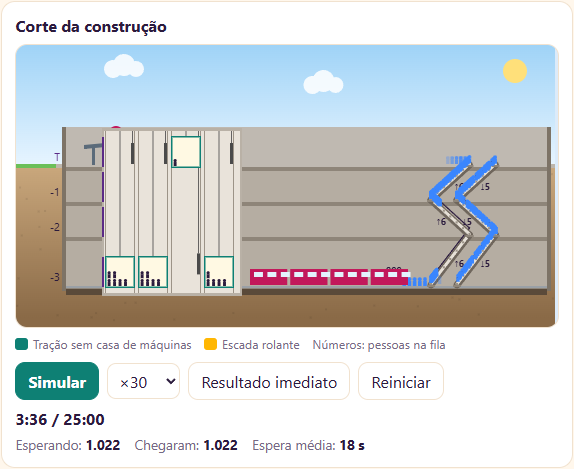 Corte da construção
T
-1
-2
-3
↕5
↑6
↕5
↑6
↕5
Tração sem casa de máquinas Escada rolante Números: pessoas na fila
Simular ×30 Resultado imediato Reiniciar
3:36 / 25:00
Esperando: 1.022 Chegaram: 1.022 Espera média: 18 s